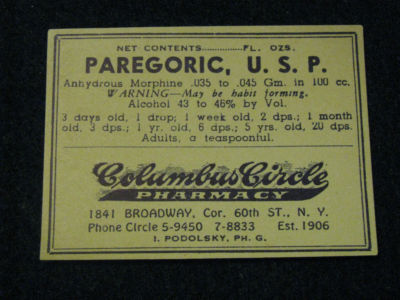 NET CONTENTS...............FL. OZS.
PAREGORIC, U. S. P.
Anhydrous Morphine .035 to .045 Gm. in 100 cc.
WARNING—May be habit forming.
Alcohol 43 to 46% by Vol.
3 days old, 1 drop; 1 week old, 2 dps.; 1 month
old, 3 dps.; 1 yr. old, 6 dps.; 5 yrs. old, 20 dps.
Adults, a teaspoonful.
Columbus Circle
PHARMACY
1841 BROADWAY, Cor. 60th ST., N. Y.
Phone Circle 5-9450 7-8833 Est. 1906
I. PODOLSKY, PH. G.